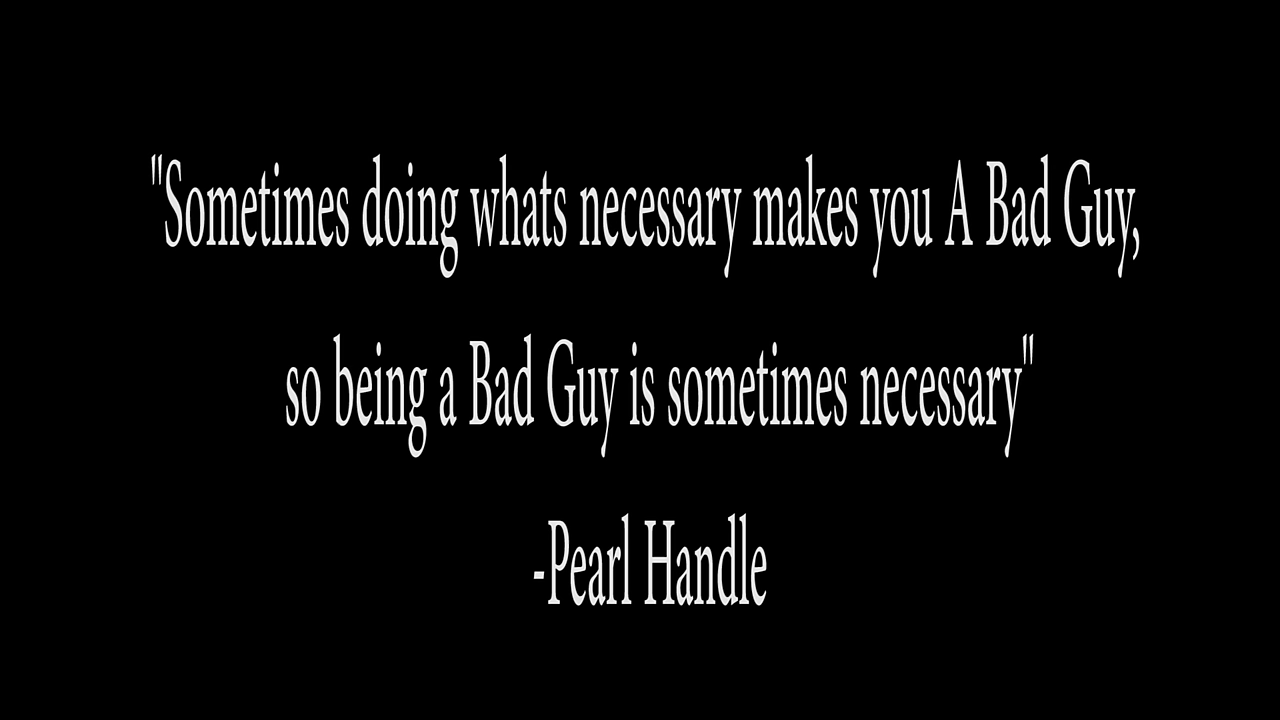 "Sometimes doing whats necessary makes you A Bad Guy,
so being a Bad Guy is sometimes necessary"
-Pearl Handle